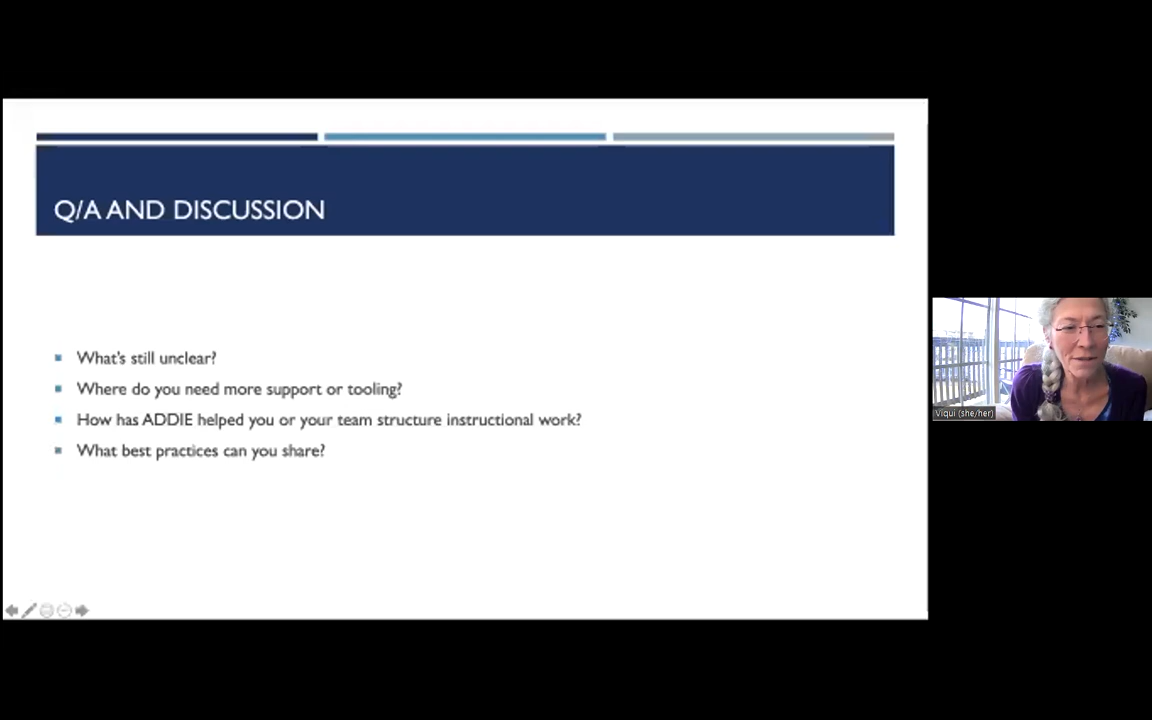 Q/A AND DISCUSSION
What's still unclear?
Where do you need more support or tooling?
How has ADDIE helped you or your team structure instructional work?
What best practices can you share?
Viqui (she/her)